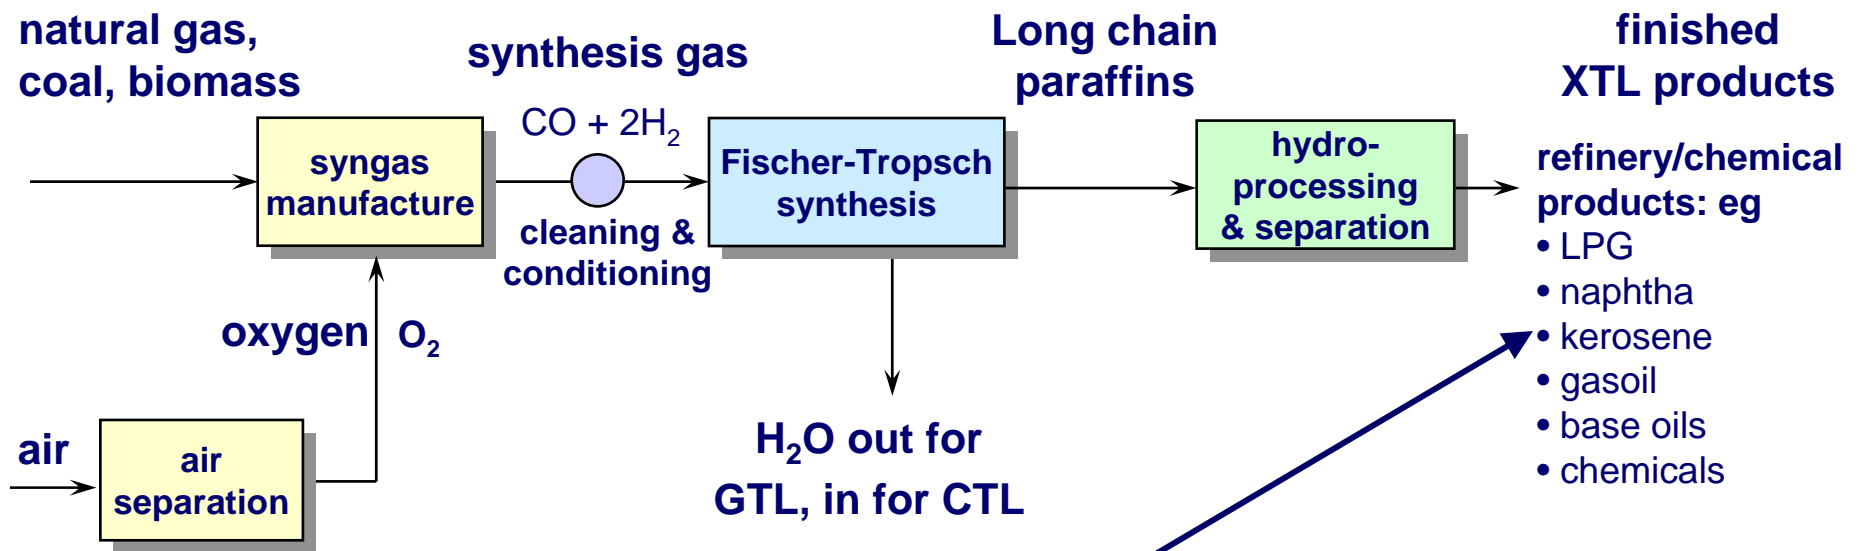 natural gas,
coal, biomass
synthesis gas
Long chain
paraffins
finished
XTL products
CO + 2H₂
syngas
manufacture
cleaning &
conditioning
Fischer-Tropsch
synthesis
hydro-
processing
& separation
refinery/chemical
products: eg
• LPG
• naphtha
• kerosene
• gasoil
• base oils
• chemicals
oxygen O₂
air
air
separation
H₂O out for
GTL, in for CTL